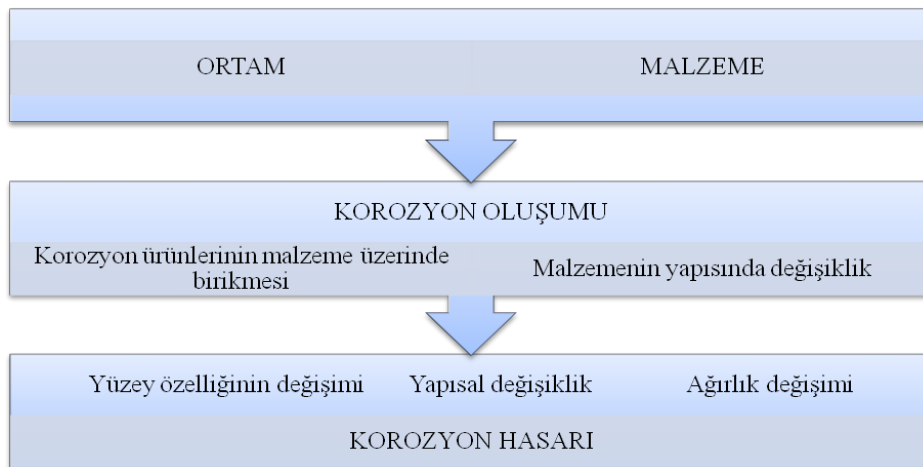 ORTAM
MALZEME
KOROZYON OLUŞUMU
Korozyon ürünlerinin malzeme üzerinde
birikmesi
Malzemenin yapısında değişiklik
Yüzey özelliğinin değişimi
Yapısal değişiklik
Ağırlık değişimi
KOROZYON HASARI